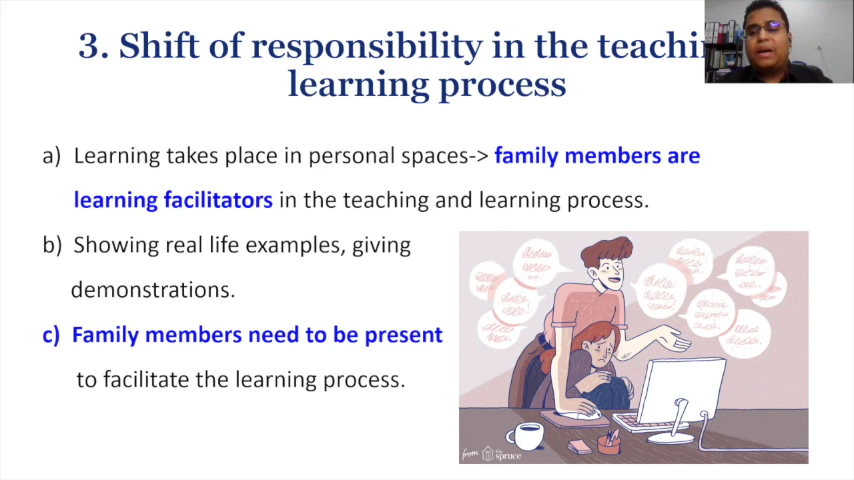 3. Shift of responsibility in the teachi
learning process
a) Learning takes place in personal spaces-> family members are
learning facilitators in the teaching and learning process.
b) Showing real life examples, giving
demonstrations.
c) Family members need to be present
to facilitate the learning process.
from the spruce